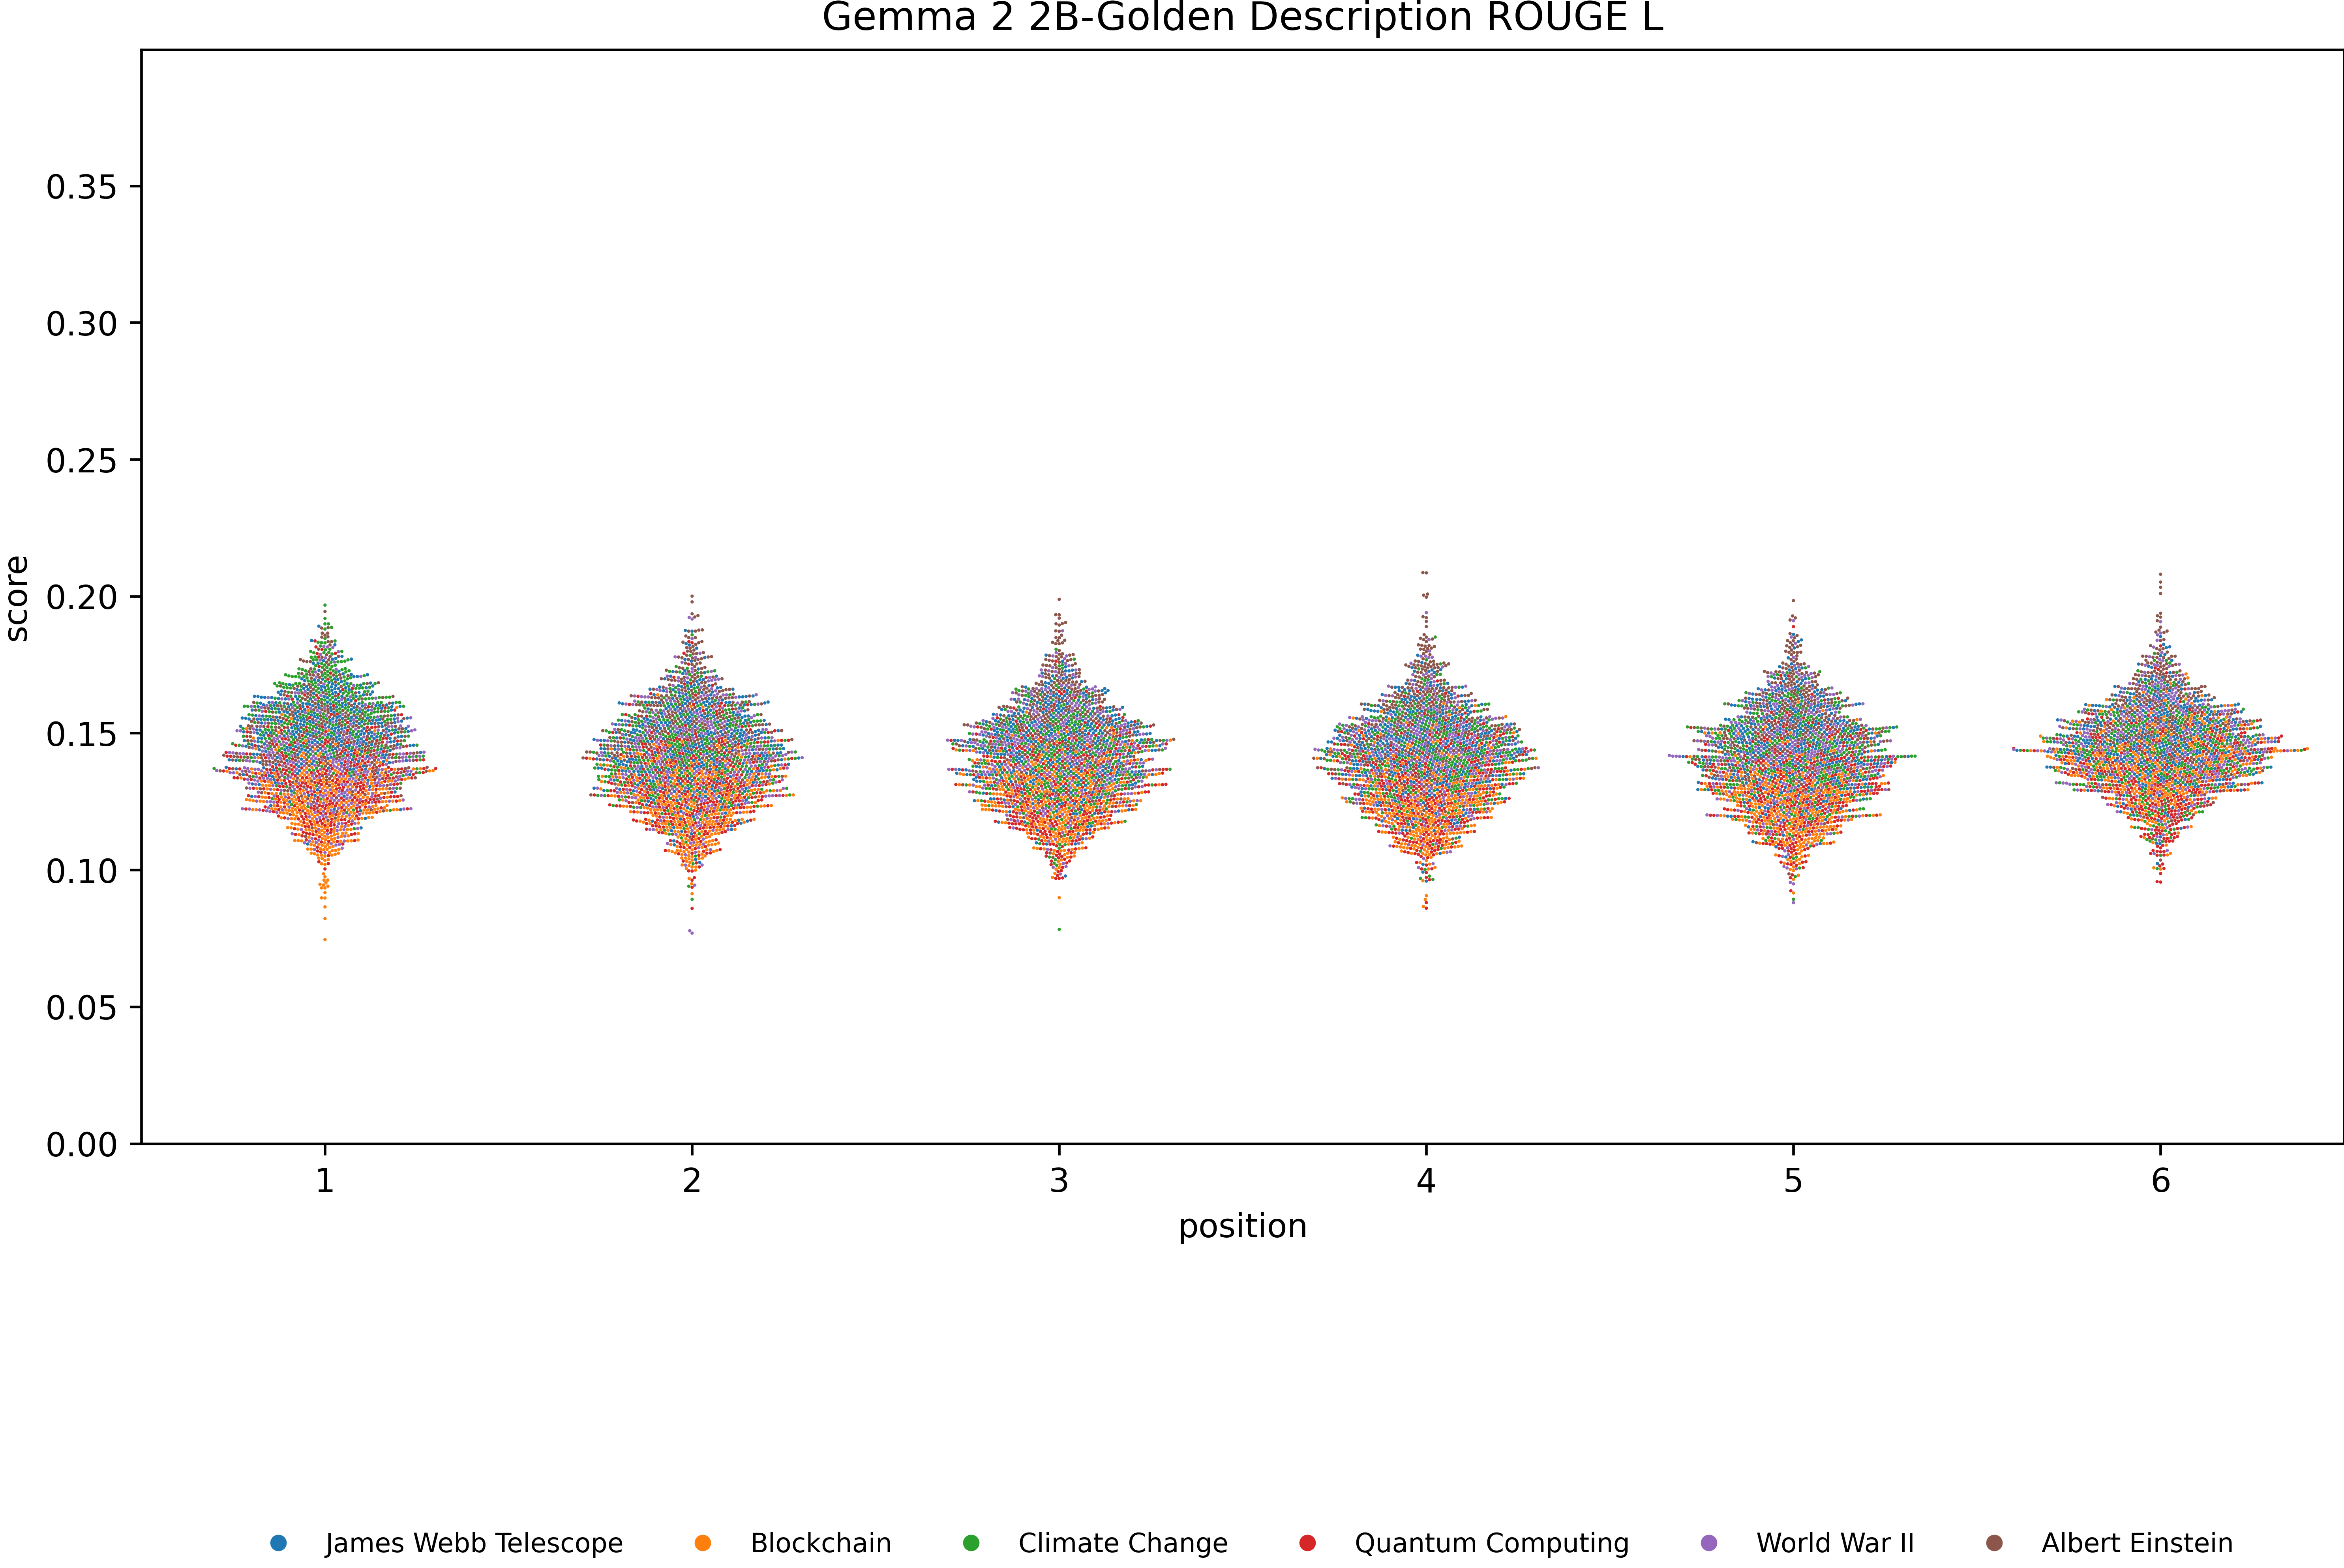 Gemma 2 2B-Golden Description ROUGE L
score
0.35
0.30
0.25
0.20
0.15
0.10
0.05
0.00
1 2 3 4 5 6
position
James Webb Telescope Blockchain Climate Change Quantum Computing World War II Albert Einstein